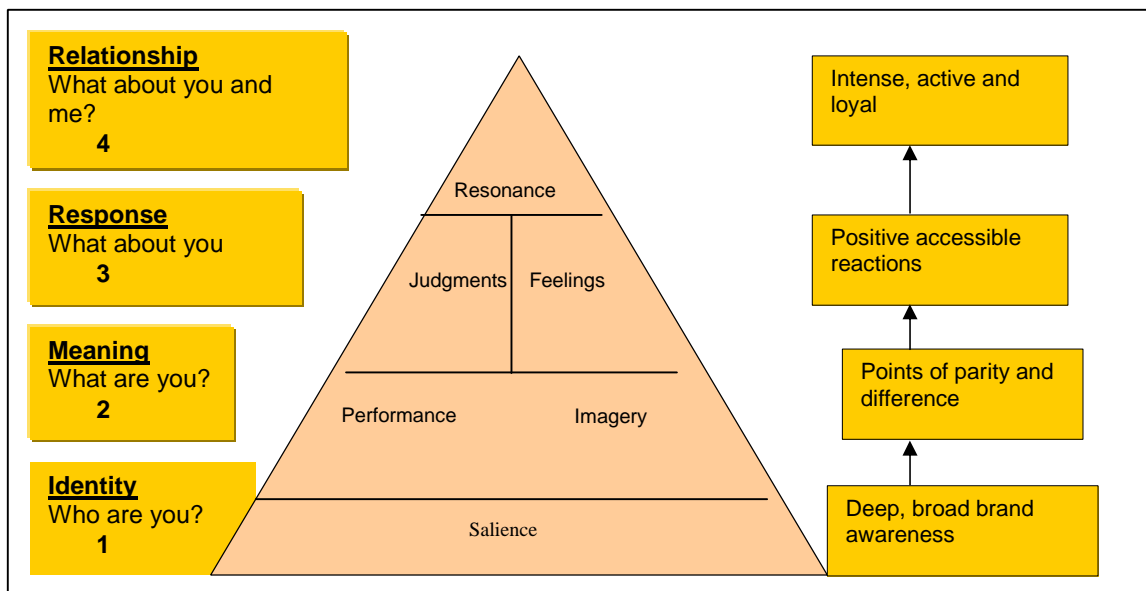 Relationship
What about you and
me?
4
Intense, active and
loyal
Resonance
Response
What about you
3
Judgments
Feelings
Positive accessible
reactions
Meaning
What are you?
2
Performance
Imagery
Points of parity and
difference
Identity
Who are you?
1
Salience
Deep, broad brand
awareness